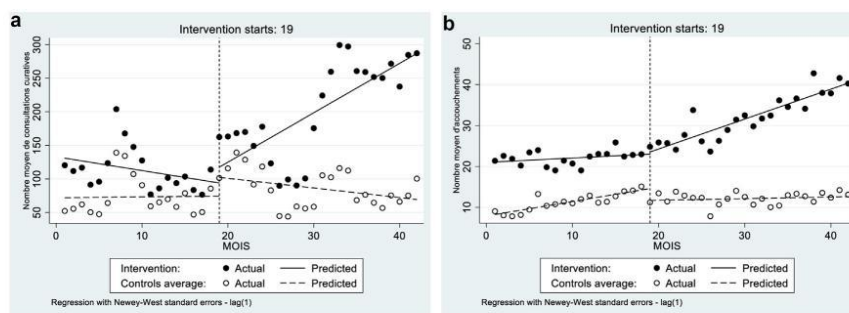 a
Intervention starts: 19
Nombre moyen de consultations curatives
300
250
200
150
100
50
0 10 20 30 40
MOIS
Intervention: Actual Predicted
Controls average: Actual Predicted
Regression with Newey-West standard errors - lag(1)
b
Intervention starts: 19
Nombre moyen d'accouchements
50
40
30
20
10
0 10 20 30 40
MOIS
Intervention: Actual Predicted
Controls average: Actual Predicted
Regression with Newey-West standard errors - lag(1)